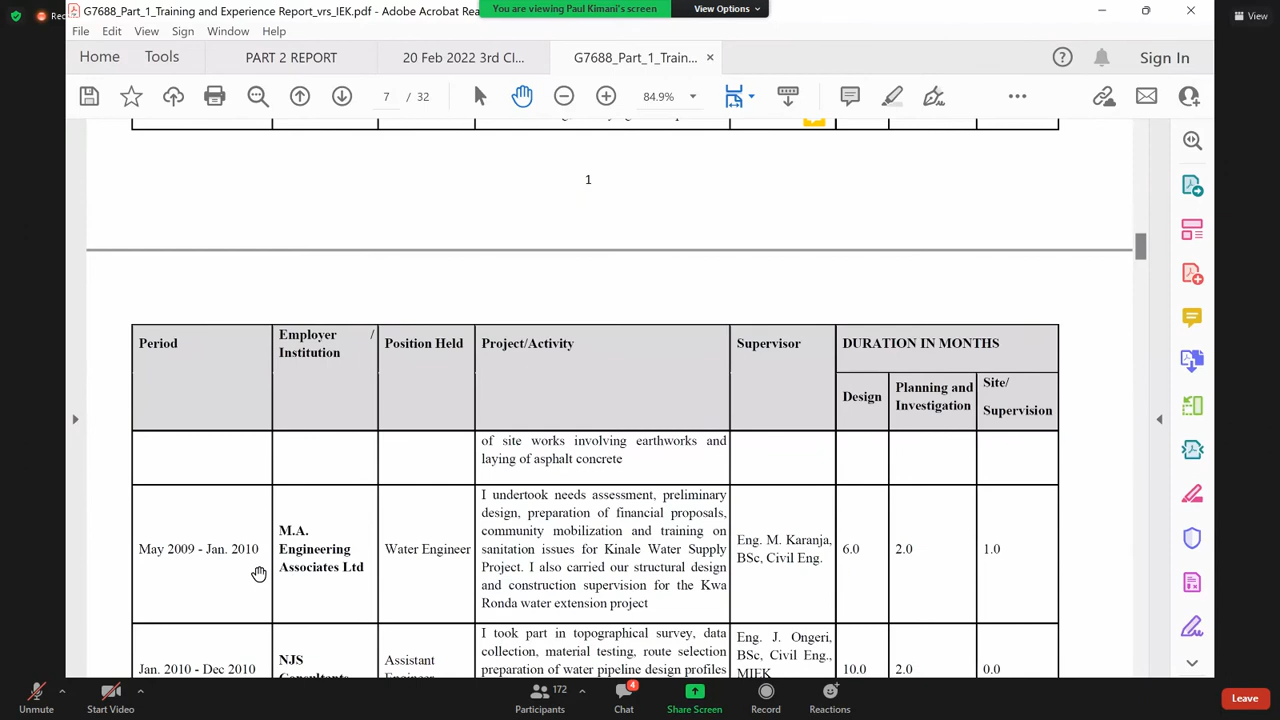 G7688_Part_1_Training and Experience Report_vrs_IEK.pdf - Adobe Acrobat Rea
You are viewing Paul Kimani's screen
View Options
View
File Edit View Sign Window Help
Home Tools PART 2 REPORT 20 Feb 2022 3rd Cl... G7688_Part_1_Train... Sign In
7 / 32 84.9%
1
Period
Employer / Institution
Position Held
Project/Activity
Supervisor
DURATION IN MONTHS
Design
Planning and Investigation
Site/ Supervision
of site works involving earthworks and
laying of asphalt concrete
May 2009 - Jan. 2010
M.A.
Engineering
Associates Ltd
Water Engineer
I undertook needs assessment, preliminary
design, preparation of financial proposals,
community mobilization and training on
sanitation issues for Kinale Water Supply
Project. I also carried our structural design
and construction supervision for the Kwa
Ronda water extension project
Eng. M. Karanja,
BSc, Civil Eng.
6.0
2.0
1.0
Jan. 2010 - Dec 2010
NJS
Assistant
I took part in topographical survey, data
collection, material testing, route selection
preparation of water pipeline design profiles
Eng. J. Ongeri,
BSc, Civil Eng.,
MIEK
10.0
2.0
0.0
Unmute
Start Video
172
Participants
4
Chat
Share Screen
Record
Reactions
Leave